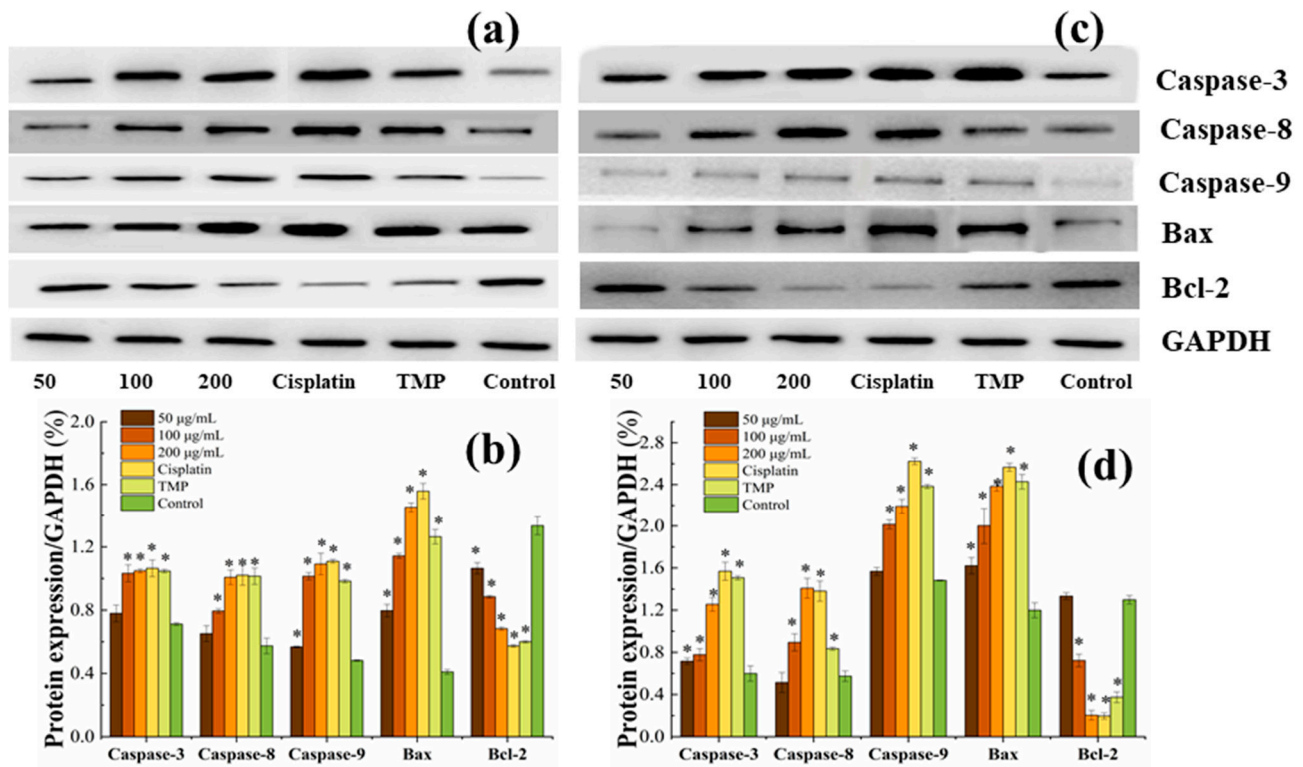 (a)
(c)
Caspase-3
Caspase-8
Caspase-9
Bax
Bcl-2
GAPDH
50 100 200 Cisplatin TMP Control
50 100 200 Cisplatin TMP Control
(b)
Protein expression/GAPDH (%)
2.0
1.6
1.2
0.8
0.4
0.0
50 µg/mL
100 µg/mL
200 µg/mL
Cisplatin
TMP
Control
* * * *
* * * *
* * * * *
* * * * *
* * * * *
Caspase-3 Caspase-8 Caspase-9 Bax Bcl-2
(d)
Protein expression/GAPDH (%)
2.8
2.4
2.0
1.6
1.2
0.8
0.4
0.0
50 µg/mL
100 µg/mL
200 µg/mL
Cisplatin
TMP
Control
* * * * *
* * * *
* * * *
* * * * *
* * * *
Caspase-3 Caspase-8 Caspase-9 Bax Bcl-2